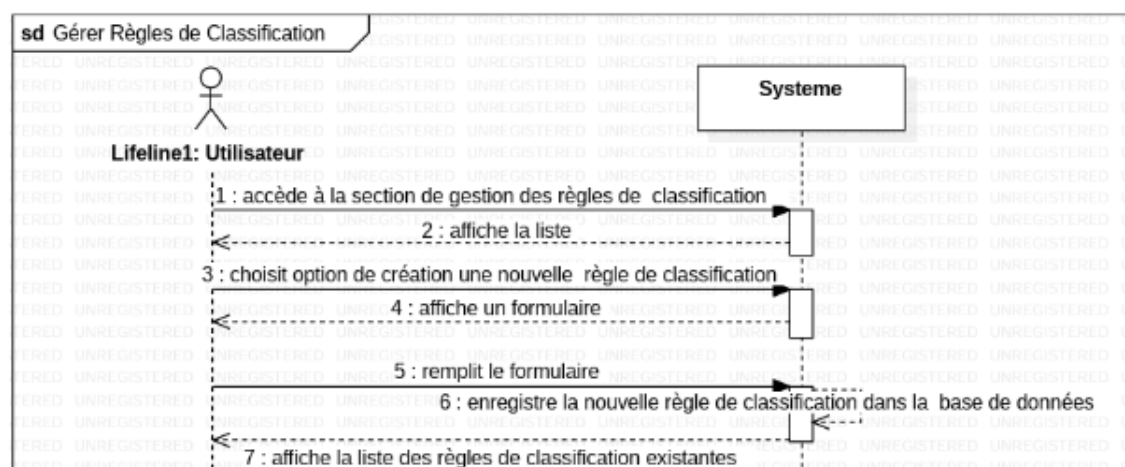 sd Gérer Règles de Classification
Systeme
Lifeline1: Utilisateur
1 : accède à la section de gestion des règles de classification
2 : affiche la liste
3 : choisit option de création une nouvelle règle de classification
4 : affiche un formulaire
5 : remplit le formulaire
6 : enregistre la nouvelle règle de classification dans la base de données
7 : affiche la liste des règles de classification existantes
UNREGISTERED